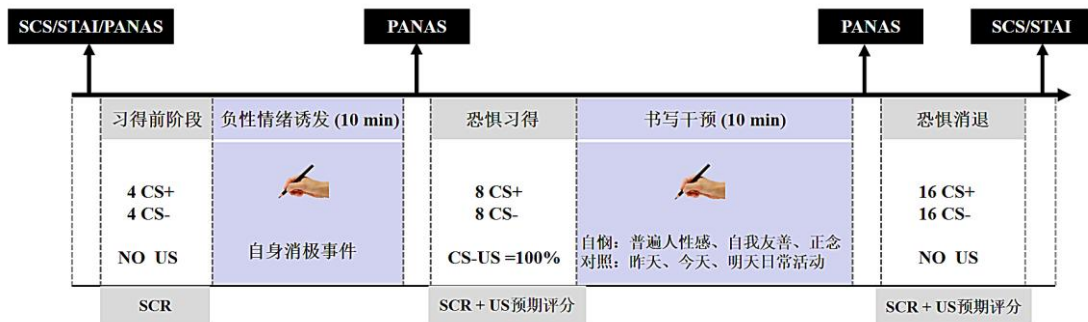 SCS/STAI/PANAS
PANAS
PANAS
SCS/STAI
习得前阶段
负性情绪诱发 (10 min)
恐惧习得
书写干预 (10 min)
恐惧消退
4 CS+
4 CS-
NO US
自身消极事件
8 CS+
8 CS-
CS-US =100%
自悯：普遍人性感、自我友善、正念
对照：昨天、今天、明天日常活动
16 CS+
16 CS-
NO US
SCR
SCR + US预期评分
SCR + US预期评分